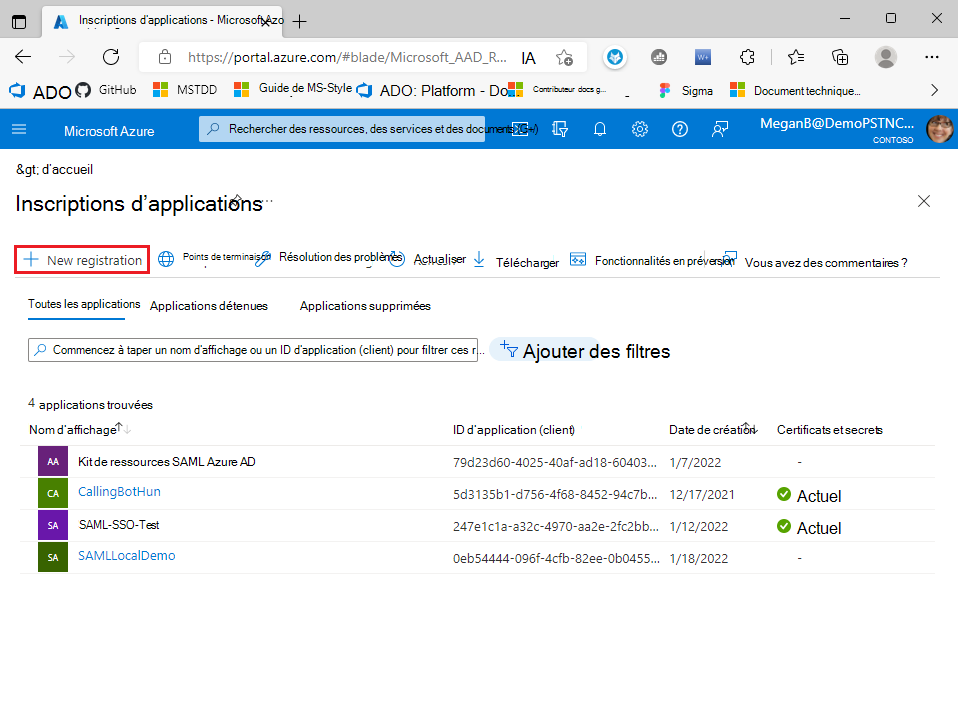 Inscriptions d'applications - Microsoft Azo
https://portal.azure.com/#blade/Microsoft_AAD_R... IA
ADO GitHub MSTDD Guide de MS-Style ADO: Platform - Do... Contributeur docs g... Sigma Document technique...
Microsoft Azure Rechercher des ressources, des services et des documents (G+/) MeganB@DemoPSTNC...
CONTOSO
&gt; d'accueil
Inscriptions d'applications ...
New registration Points de terminaison Résolution des problèmes Actualiser Télécharger Fonctionnalités en préversion Vous avez des commentaires ?
Toutes les applications Applications détenues Applications supprimées
Commencez à taper un nom d'affichage ou un ID d'application (client) pour filtrer ces r... Ajouter des filtres
4 applications trouvées
Nom d'affichage ID d'application (client) Date de création Certificats et secrets
AA Kit de ressources SAML Azure AD 79d23d60-4025-40af-ad18-60403... 1/7/2022 -
CA CallingBotHun 5d3135b1-d756-4f68-8452-94c7b... 12/17/2021 Actuel
SA SAML-SSO-Test 247e1c1a-a32c-4970-aa2e-2fc2bb... 1/12/2022 Actuel
SA SAMLLocalDemo 0eb54444-096f-4cfb-82ee-0b0455... 1/18/2022 -